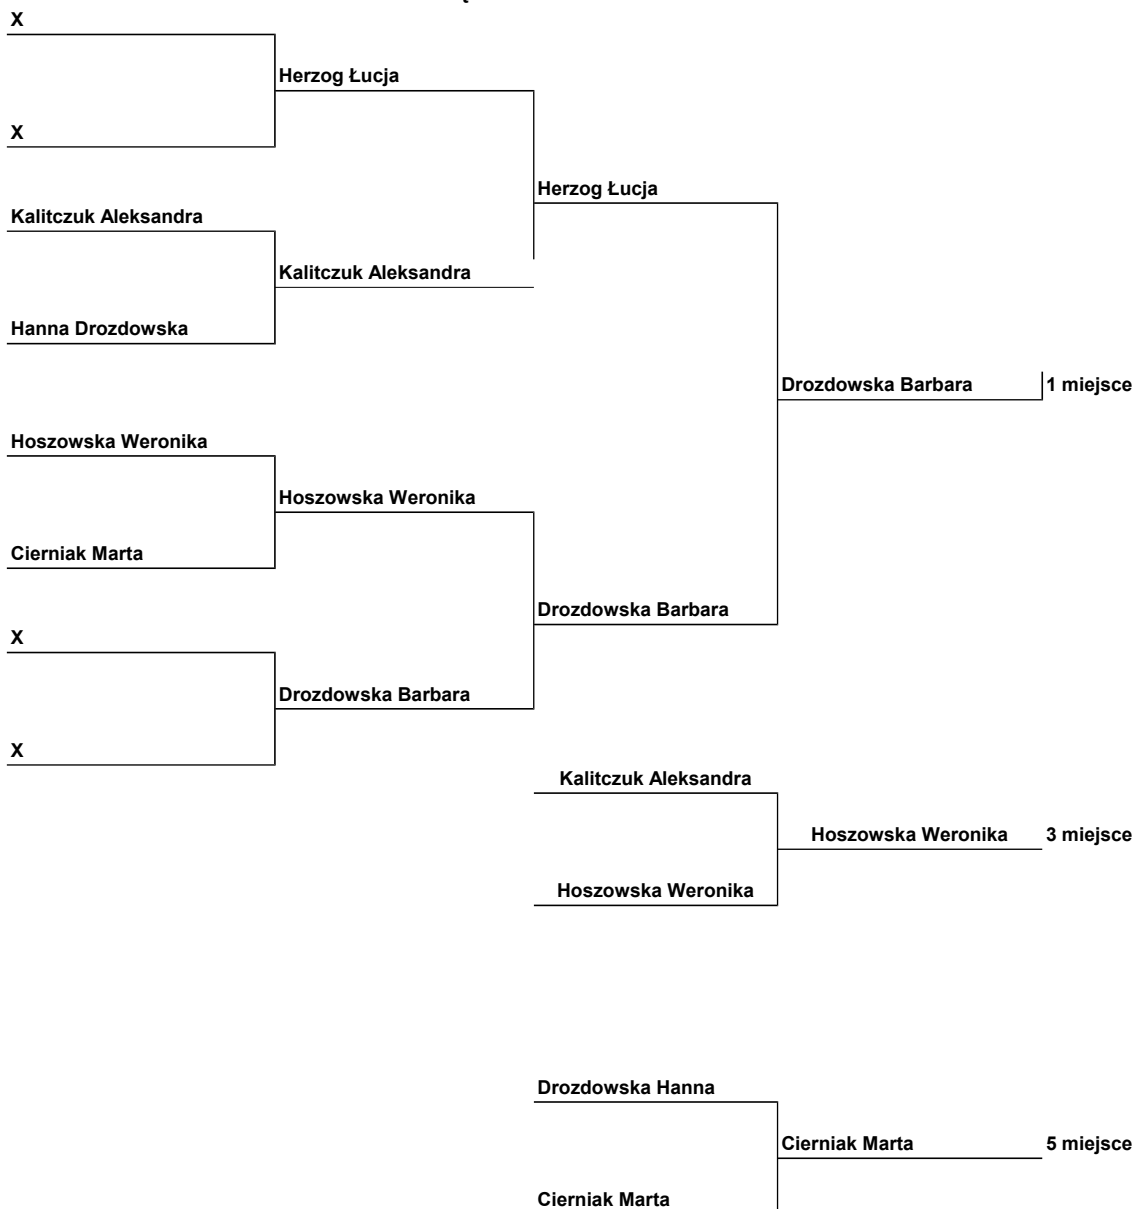 X
Herzog Łucja
X
Herzog Łucja
Kalitczuk Aleksandra
Kalitczuk Aleksandra
Hanna Drozdowska
Drozdowska Barbara 1 miejsce
Hoszowska Weronika
Hoszowska Weronika
Cierniak Marta
Drozdowska Barbara
X
Drozdowska Barbara
X
Kalitczuk Aleksandra
Hoszowska Weronika 3 miejsce
Hoszowska Weronika
Drozdowska Hanna
Cierniak Marta 5 miejsce
Cierniak Marta